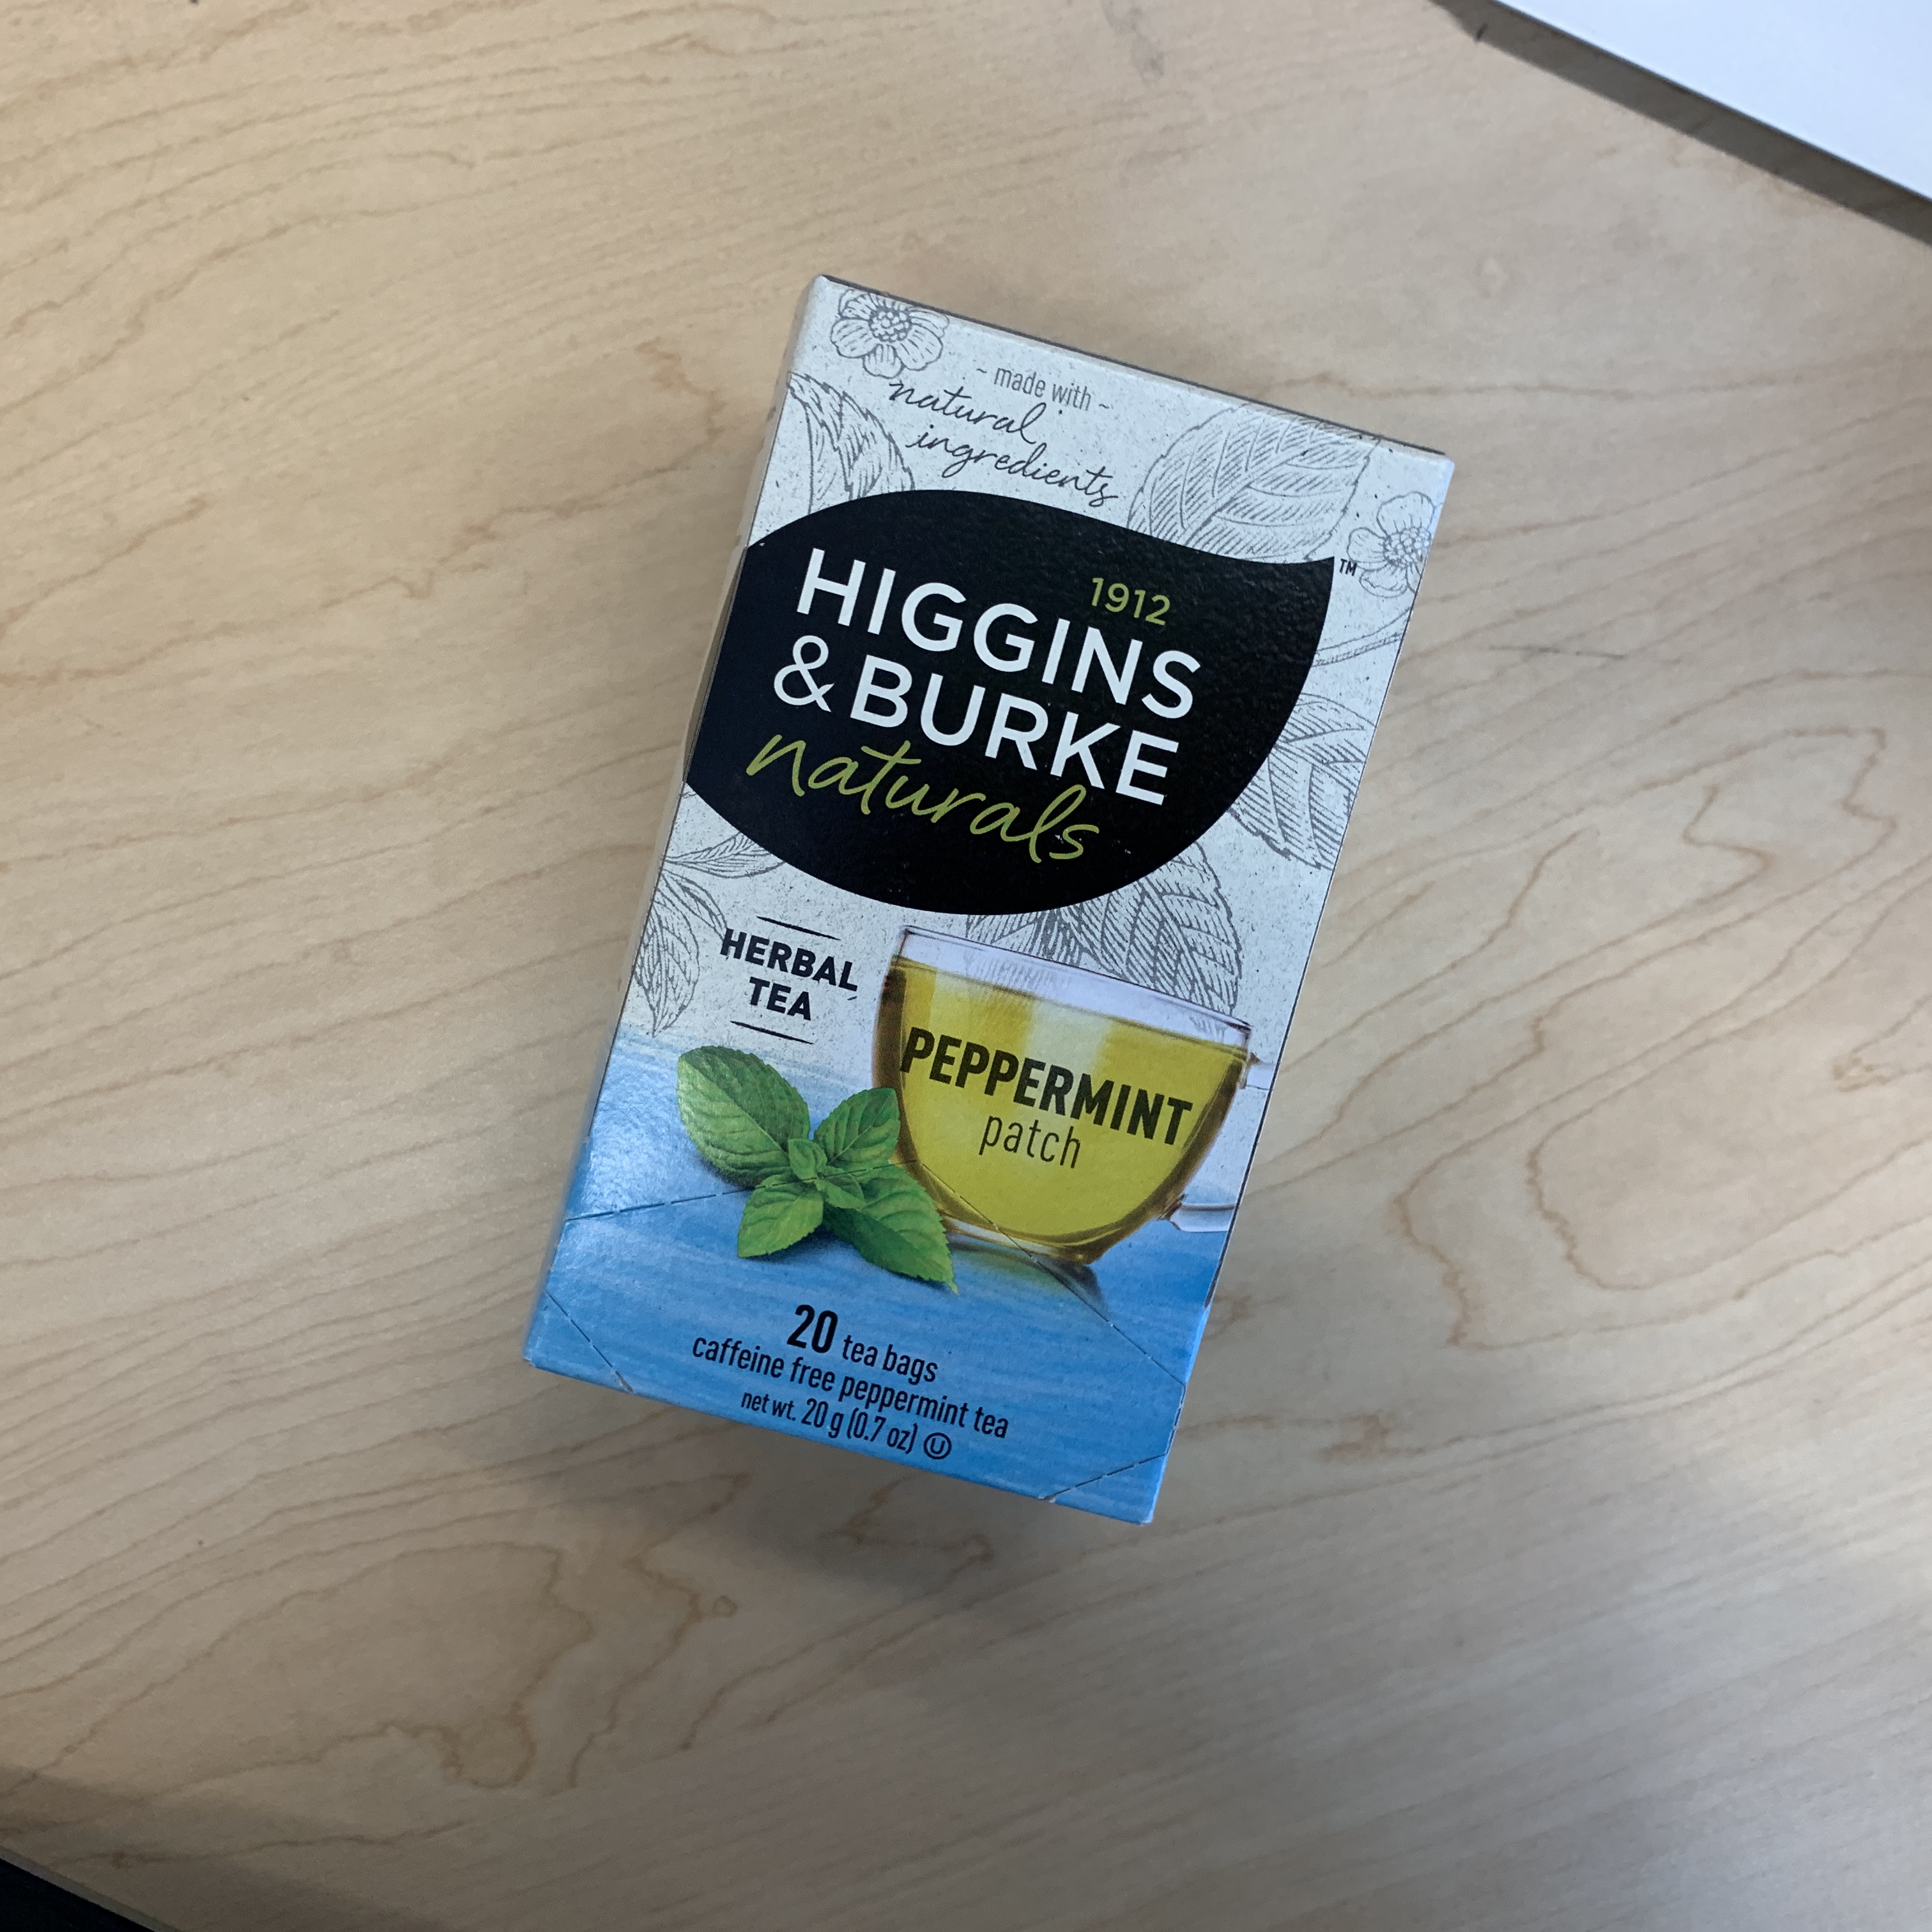 ~ made with ~
natural
ingredients
1912
HIGGINS
& BURKE
naturals
TM
HERBAL
TEA
PEPPERMINT
patch
20 tea bags
caffeine free peppermint tea
net wt. 20 g (0.7 oz) U